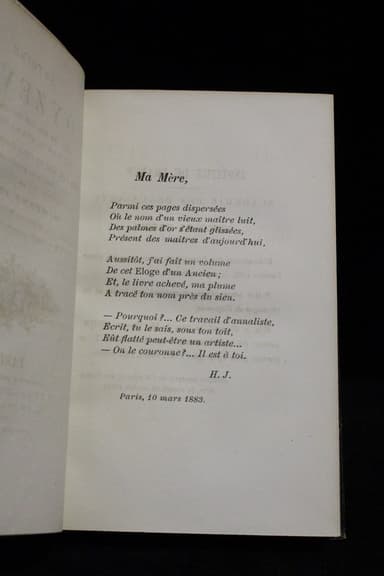 YZE
Ma Mère,
Parmi ces pages dispersées
Où le nom d'un vieux maître luit,
Des palmes d'or s'étant glissées,
Présent des maîtres d'aujourd'hui,
Aussitôt, j'ai fait un volume
De cet Eloge d'un Ancien ;
Et, le livre achevé, ma plume
A tracé ton nom près du sien.
— Pourquoi ?... Ce travail d'annaliste,
Ecrit, tu le sais, sous ton toit,
Eût flatté peut-être un artiste...
— On le couronne ?... Il est à toi.
H. J.
Paris, 10 mars 1883.